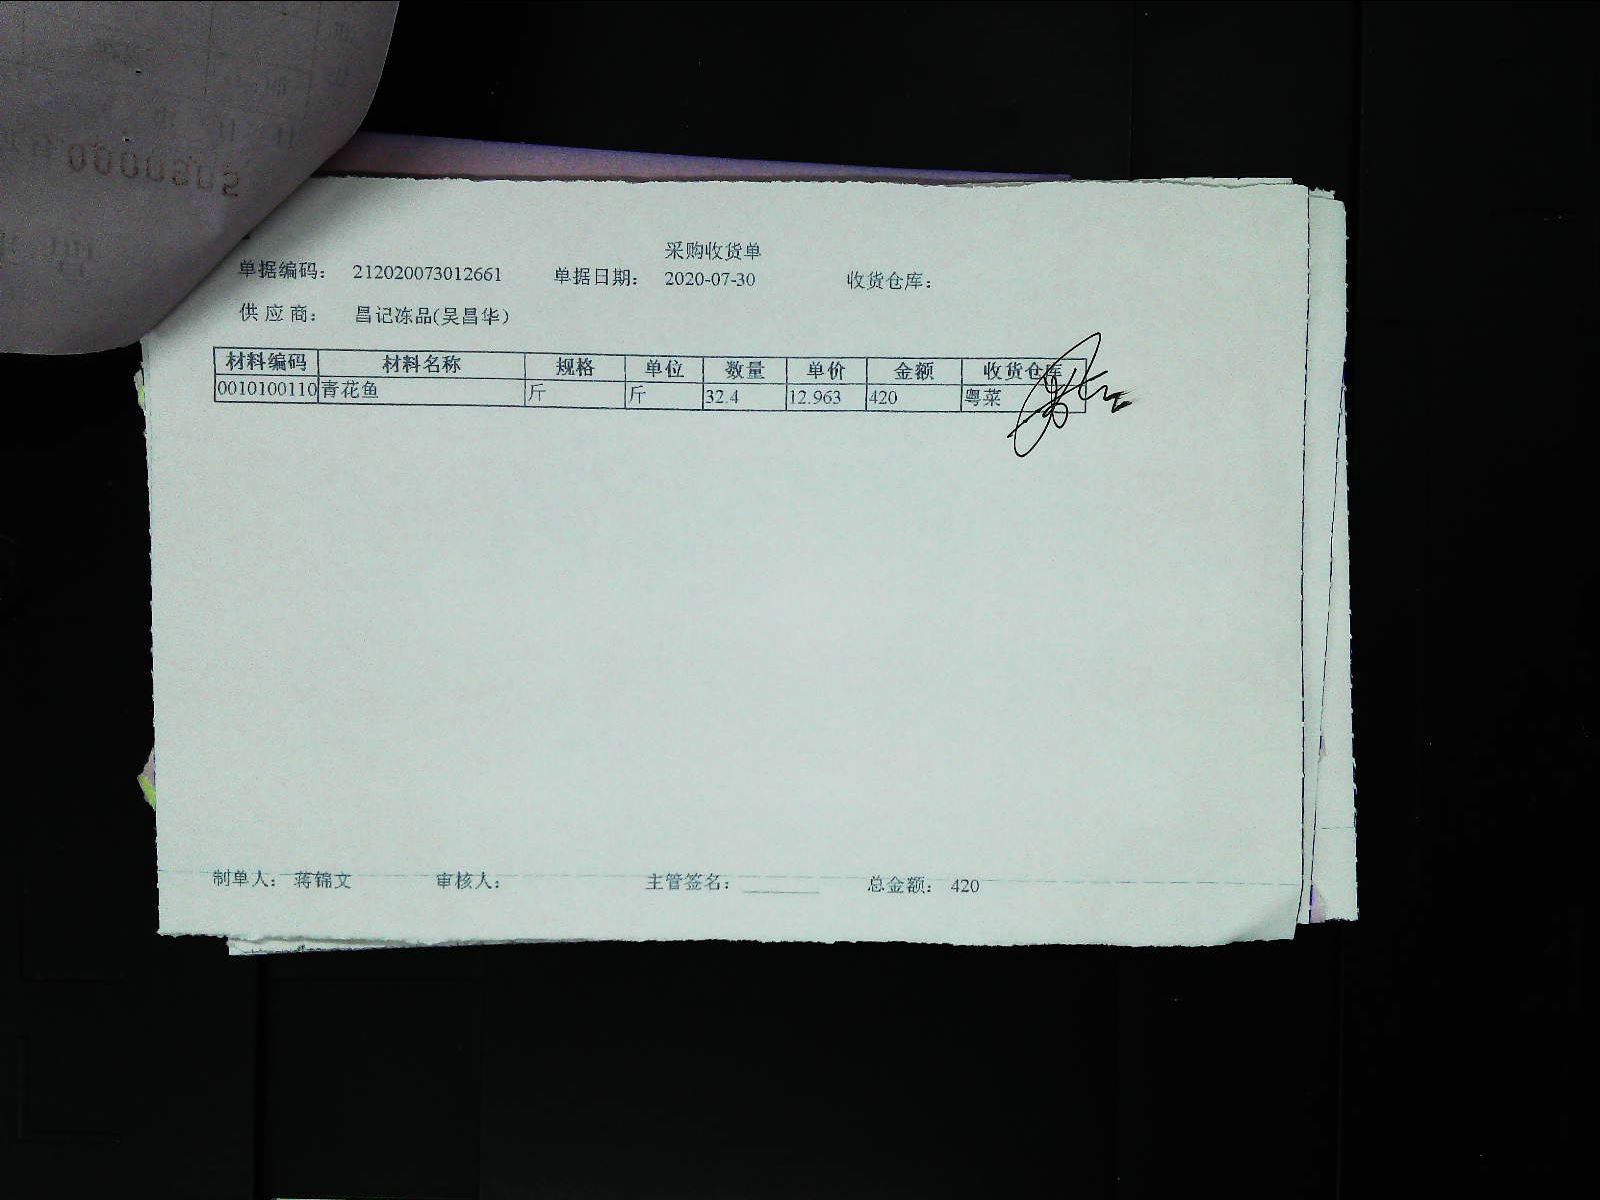 采购收货单
单据编码： 212020073012661 单据日期： 2020-07-30 收货仓库：
供 应 商： 昌记冻品(吴昌华)
材料编码 材料名称 规格 单位 数量 单价 金额 收货仓库
0010100110 青花鱼 斤 斤 32.4 12.963 420 粤菜
制单人： 蒋锦文 审核人： 主管签名： 总金额： 420